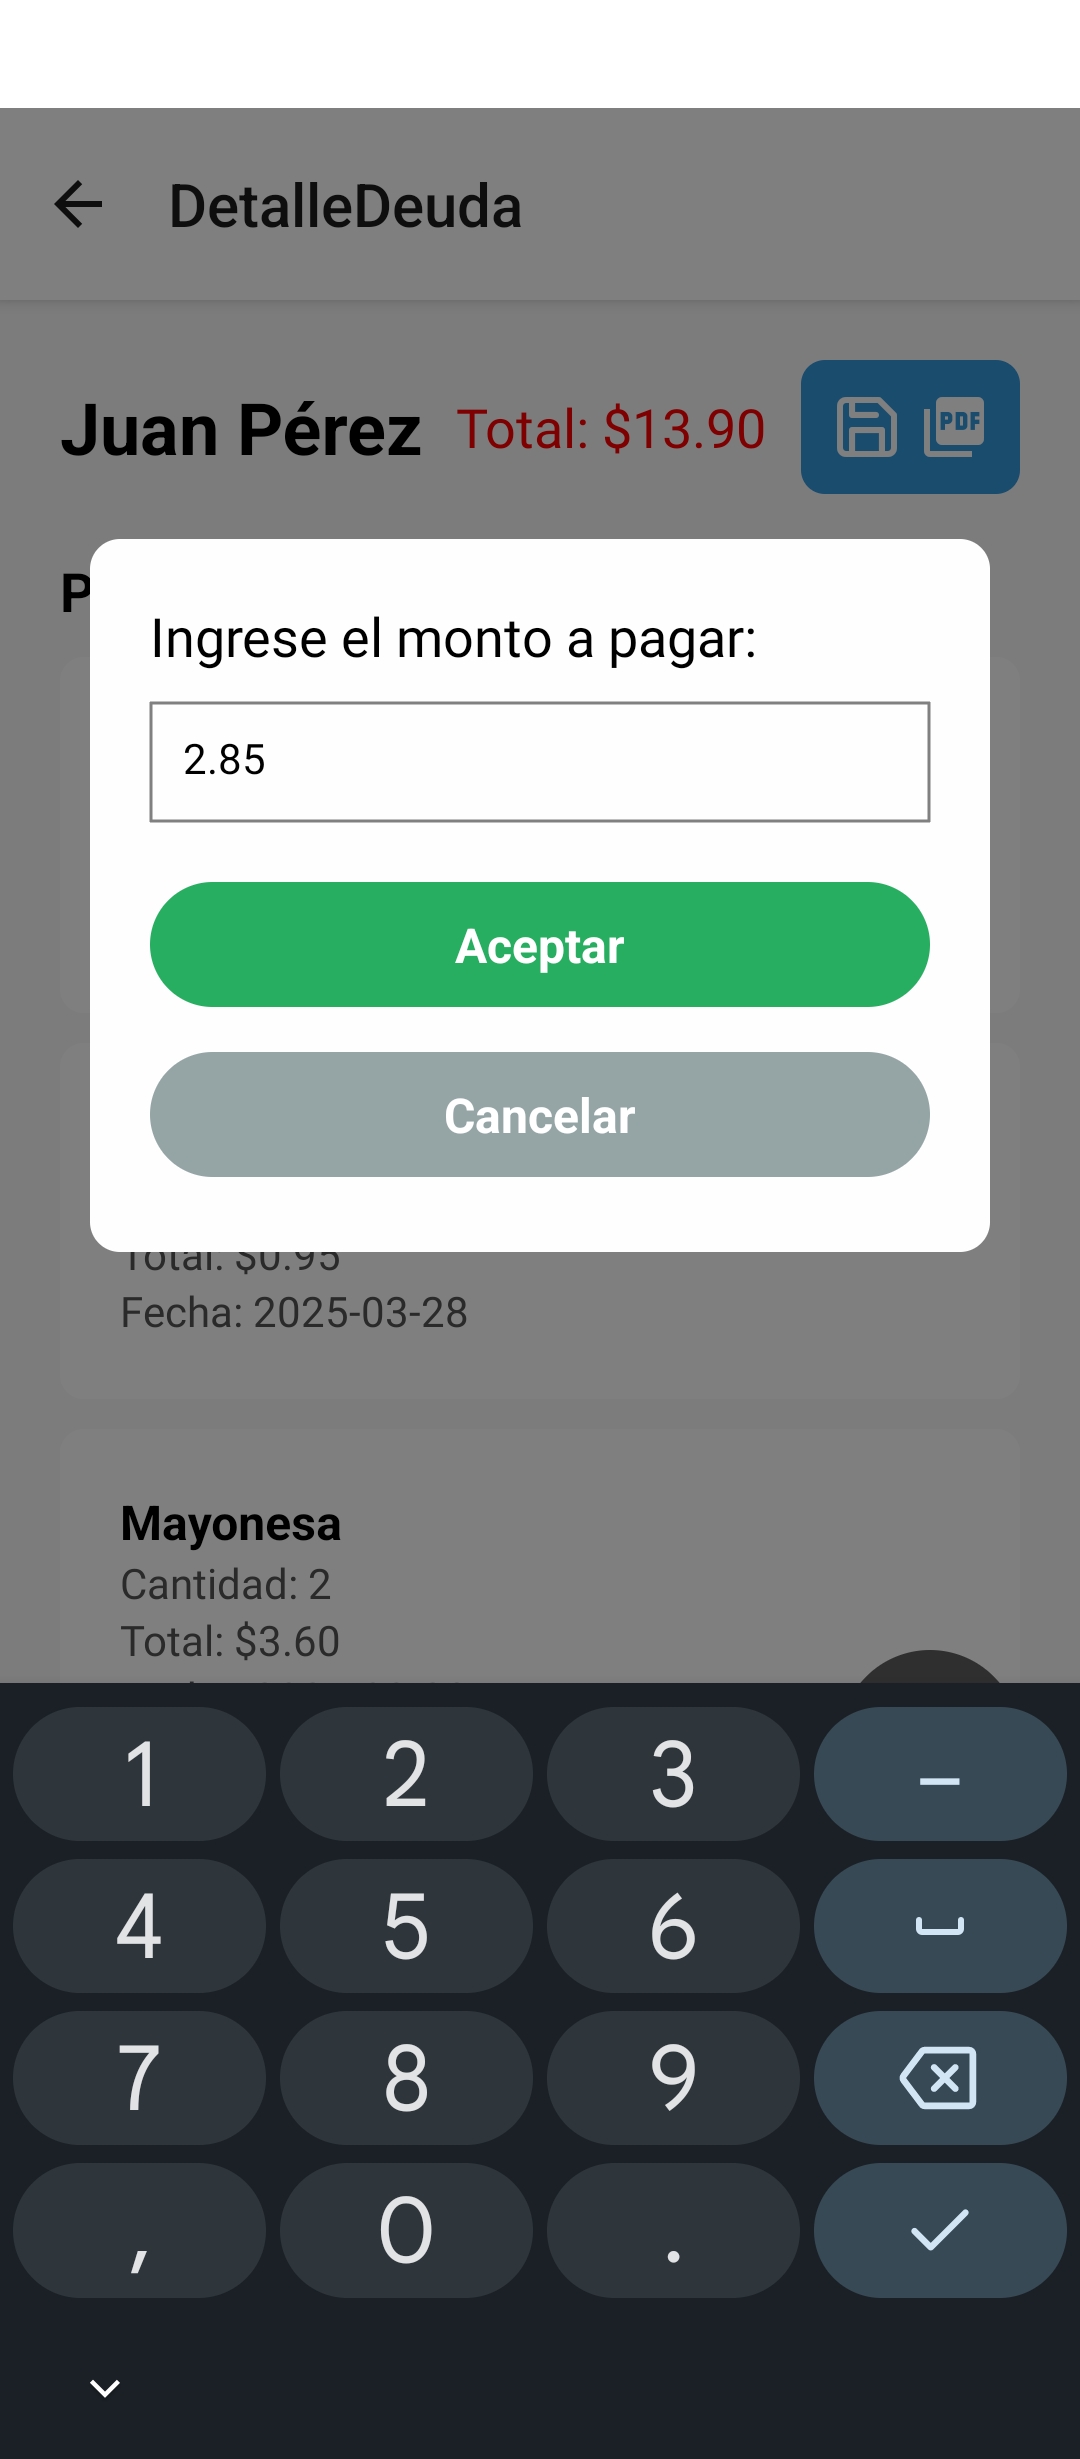 DetalleDeuda
Juan Pérez Total: $13.90
PDF
P
Ingrese el monto a pagar:
2.85
Aceptar
Cancelar
Total: $0.95
Fecha: 2025-03-28
Mayonesa
Cantidad: 2
Total: $3.60
1 2 3 –
4 5 6
7 8 9
, 0 .